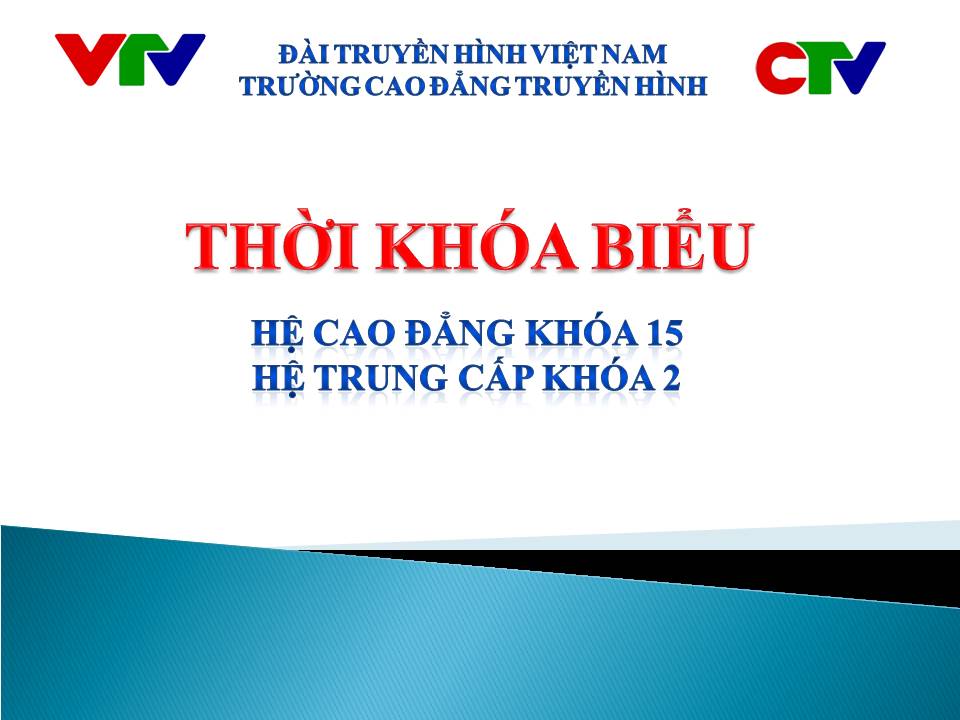 VTV
ĐÀI TRUYỀN HÌNH VIỆT NAM
TRƯỜNG CAO ĐẲNG TRUYỀN HÌNH
CTV
THỜI KHÓA BIỂU
HỆ CAO ĐẲNG KHÓA 15
HỆ TRUNG CẤP KHÓA 2